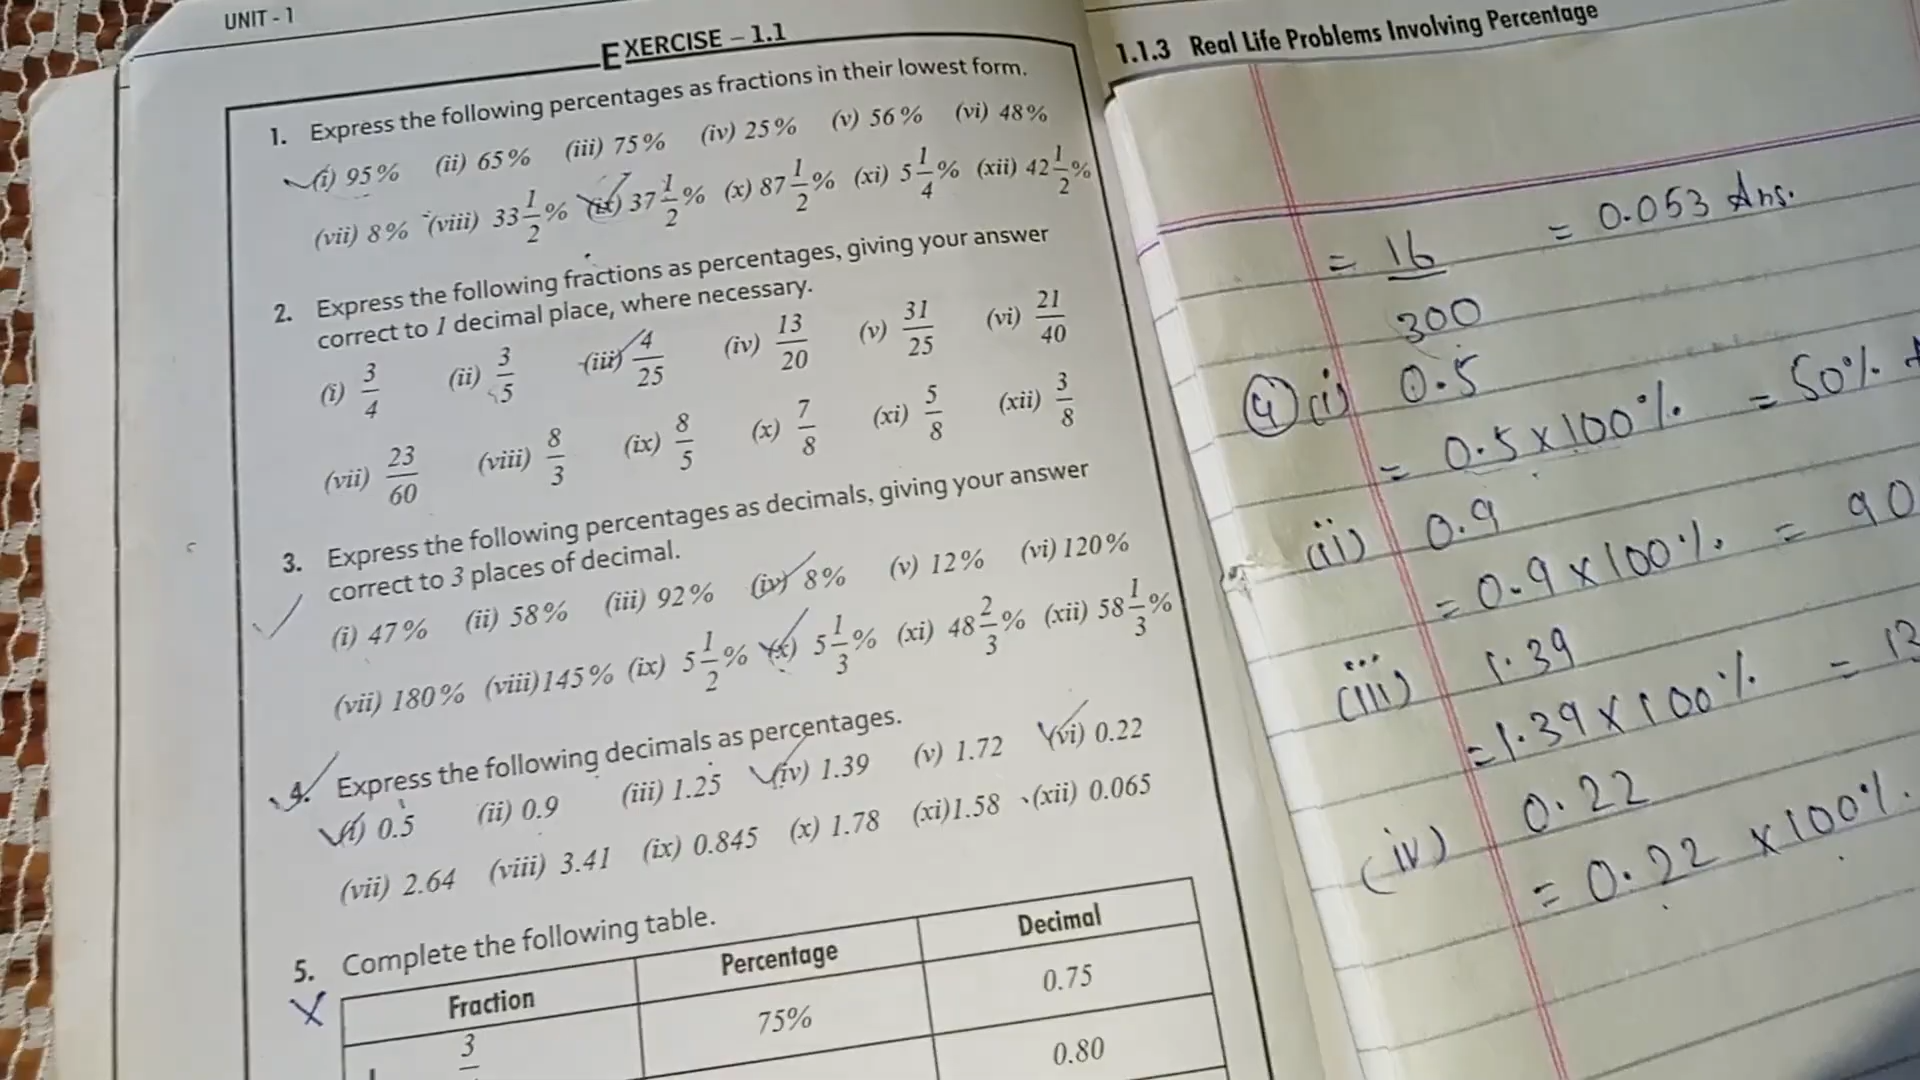 UNIT - 1
EXERCISE – 1.1
1. Express the following percentages as fractions in their lowest form.
(i) 95% (ii) 65% (iii) 75% (iv) 25% (v) 56% (vi) 48%
(vii) 8% (viii) 33 1/2 % (ix) 37 1/2 % (x) 87 1/2 % (xi) 5 1/4 % (xii) 42 1/2 %
2. Express the following fractions as percentages, giving your answer
correct to 1 decimal place, where necessary.
(i) 3/4 (ii) 3/5 (iii) 4/25 (iv) 13/20 (v) 31/25 (vi) 21/40
(vii) 23/60 (viii) 8/3 (ix) 8/5 (x) 7/8 (xi) 5/8 (xii) 3/8
3. Express the following percentages as decimals, giving your answer
correct to 3 places of decimal.
(i) 47% (ii) 58% (iii) 92% (iv) 8% (v) 12% (vi) 120%
(vii) 180% (viii) 145% (ix) 5 1/2 % (x) 5 1/3 % (xi) 48 2/3 % (xii) 58 1/3 %
4. Express the following decimals as percentages.
(i) 0.5 (ii) 0.9 (iii) 1.25 (iv) 1.39 (v) 1.72 (vi) 0.22
(vii) 2.64 (viii) 3.41 (ix) 0.845 (x) 1.78 (xi) 1.58 (xii) 0.065
5. Complete the following table.
Fraction Percentage Decimal
3 75% 0.75
0.80
1.1.3 Real Life Problems Involving Percentage
= 16/300 = 0.053 Ans.
4 (i) 0.5
= 0.5 x 100% = 50%
(ii) 0.9
= 0.9 x 100% = 90
(iii) 1.39
= 1.39 x 100% = 13
(iv) 0.22
= 0.22 x 100%